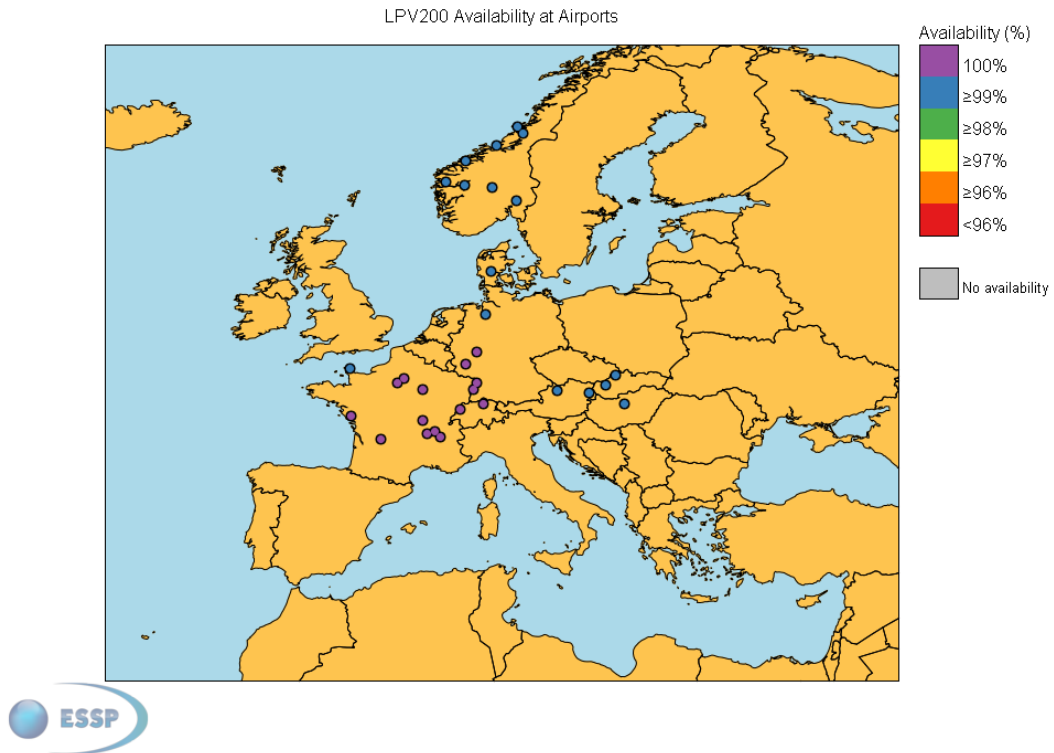 LPV200 Availability at Airports
Availability (%)
100%
≥99%
≥98%
≥97%
≥96%
<96%
No availability
ESSP